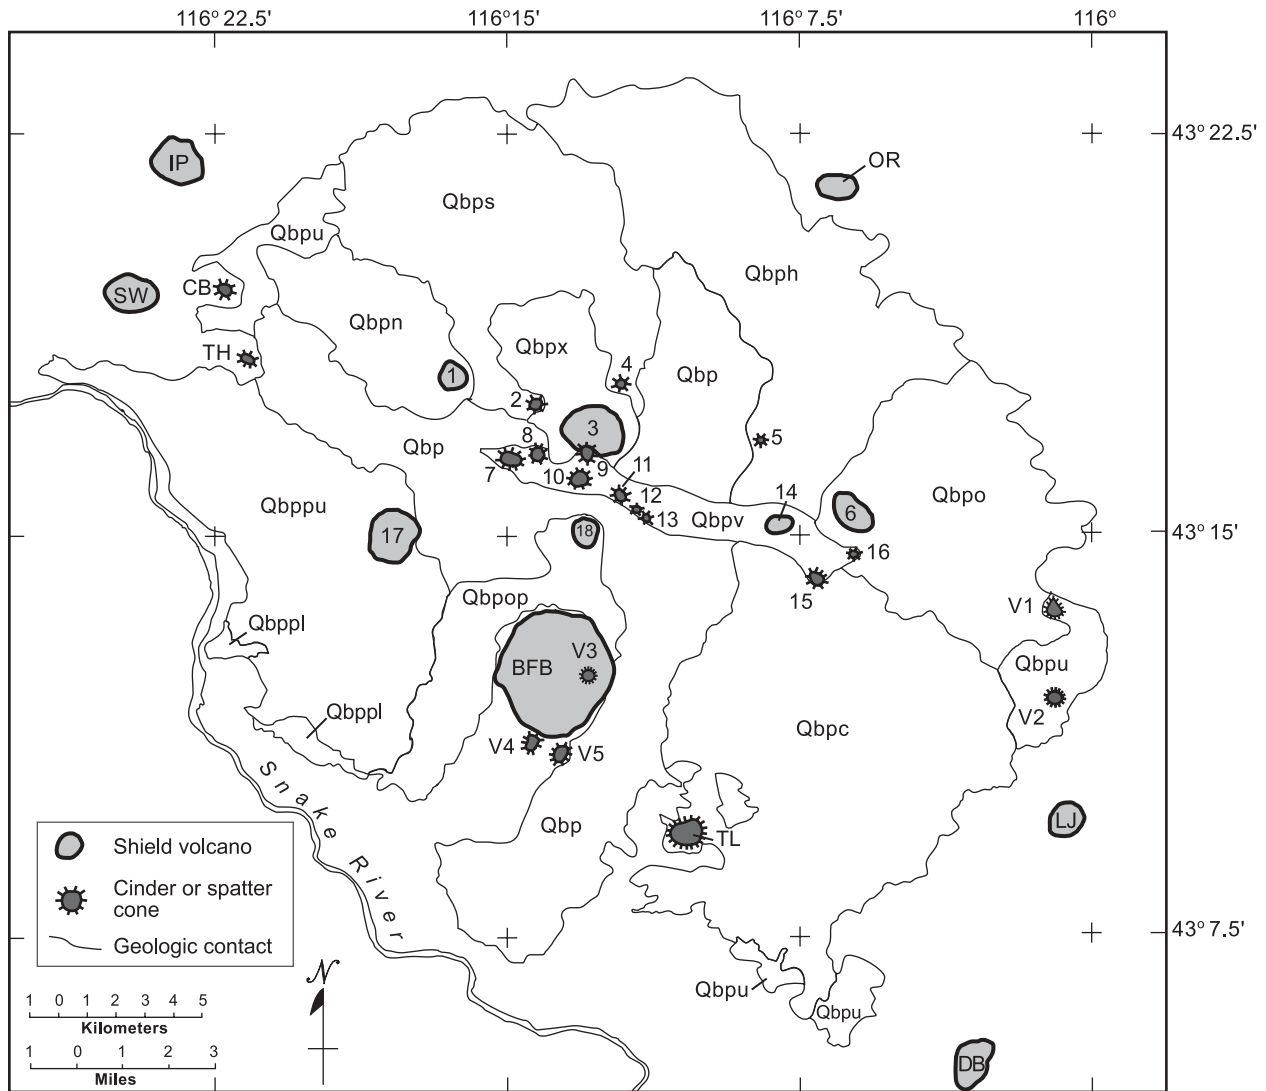 116° 22.5'
116° 15'
116° 7.5'
116°
43° 22.5'
IP
OR
Qbps
Qbpu
Qbph
SW
CB
Qbpn
Qbpx
TH
4
Qbp
1
2
3
5
8
Qbp
7
9
10
11
12
13
Qbpv
14
6
Qbpo
Qbppu
17
18
16
43° 15'
15
Qbpop
V1
Qbppl
V3
BFB
Qbpu
V2
Qbppl
Qbpc
V4
V5
Snake River
Qbp
TL
LJ
Shield volcano
Cinder or spatter
cone
Geologic contact
43° 7.5'
N
Qbpu
Qbpu
1 0 1 2 3 4 5
Kilometers
1 0 1 2 3
Miles
DB